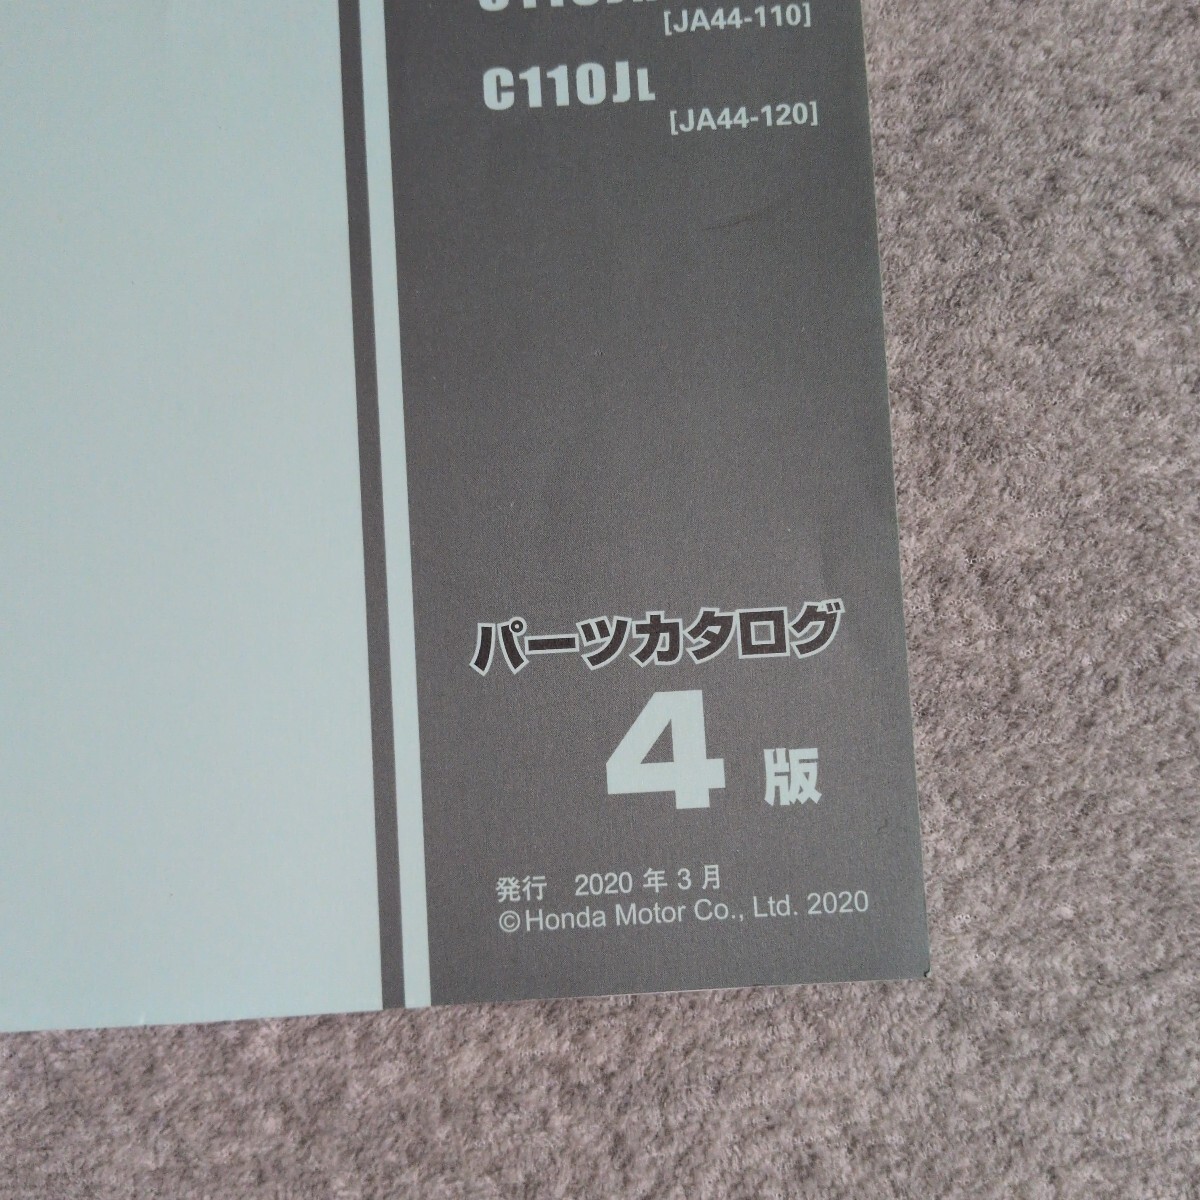 [JA44-110]
C110JL
[JA44-120]
パーツカタログ
4 版
発行 2020 年 3 月
©Honda Motor Co., Ltd. 2020